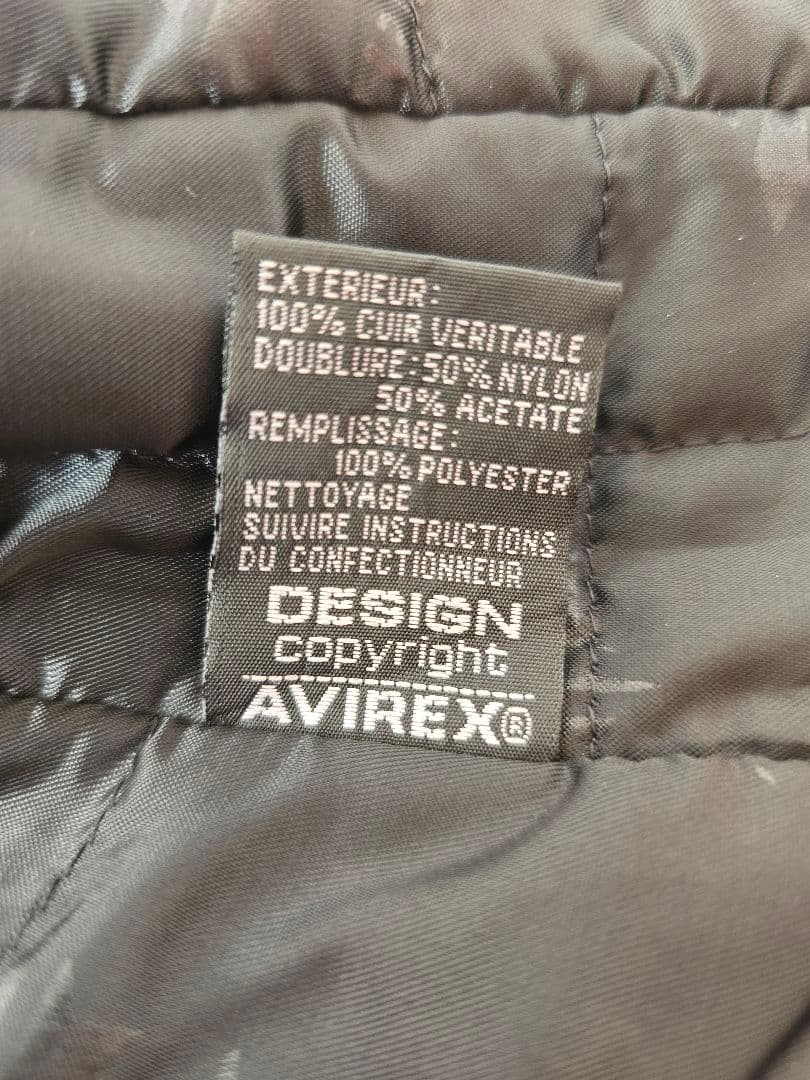 EXTERIEUR:
100% CUIR VERITABLE
DOUBLURE: 50% NYLON
50% ACETATE
REMPLISSAGE:
100% POLYESTER
NETTOYAGE
SUIVIRE INSTRUCTIONS
DU CONFECTIONNEUR
DESIGN
copyright
AVIREX®